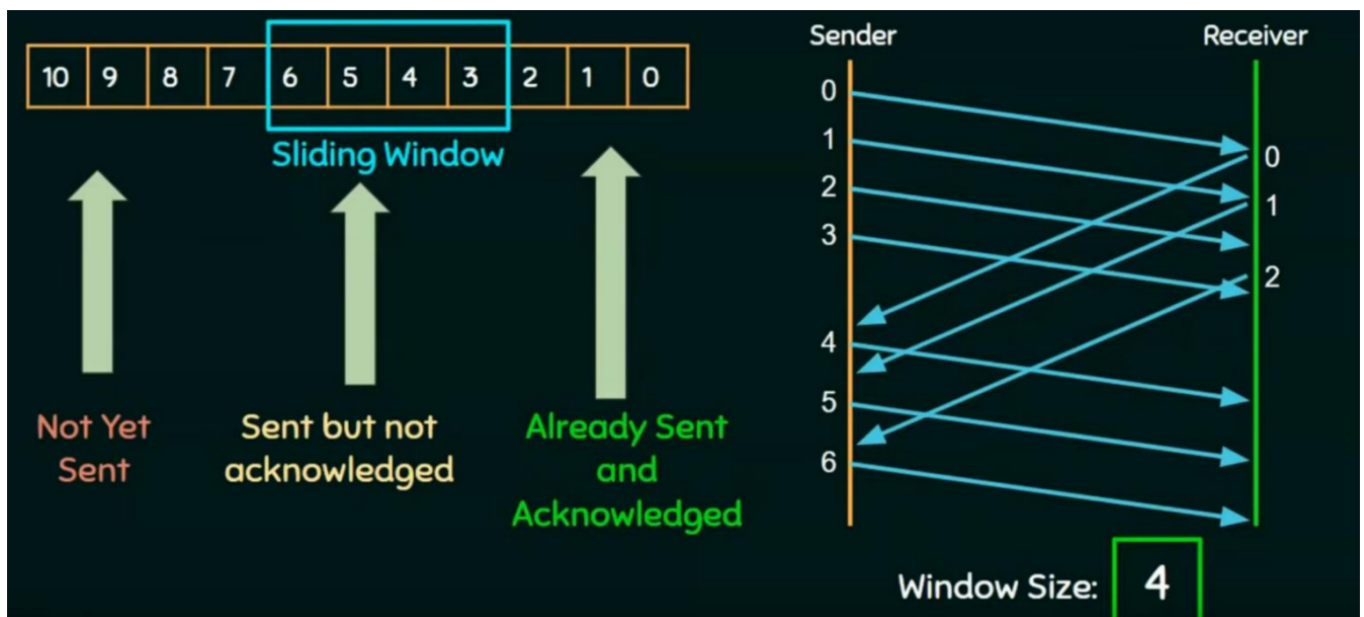 10 9 8 7 6 5 4 3 2 1 0
Sliding Window
Not Yet
Sent
Sent but not
acknowledged
Already Sent
and
Acknowledged
Sender
Receiver
0
1
2
3
4
5
6
0
1
2
Window Size: 4